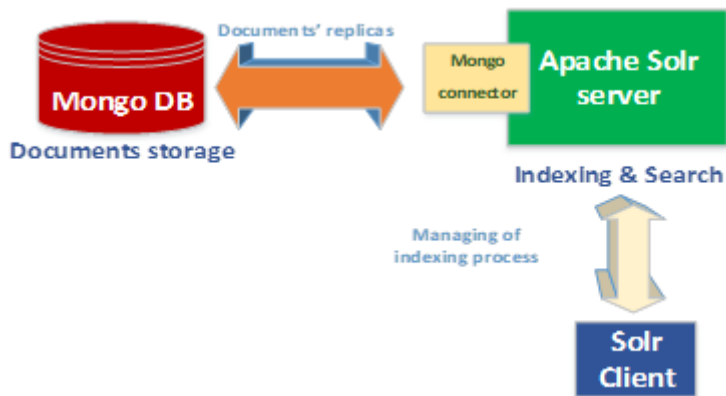 Documents' replicas
Mongo DB
Documents storage
Mongo
connector
Apache Solr
server
Indexing & Search
Managing of
indexing process
Solr
Client